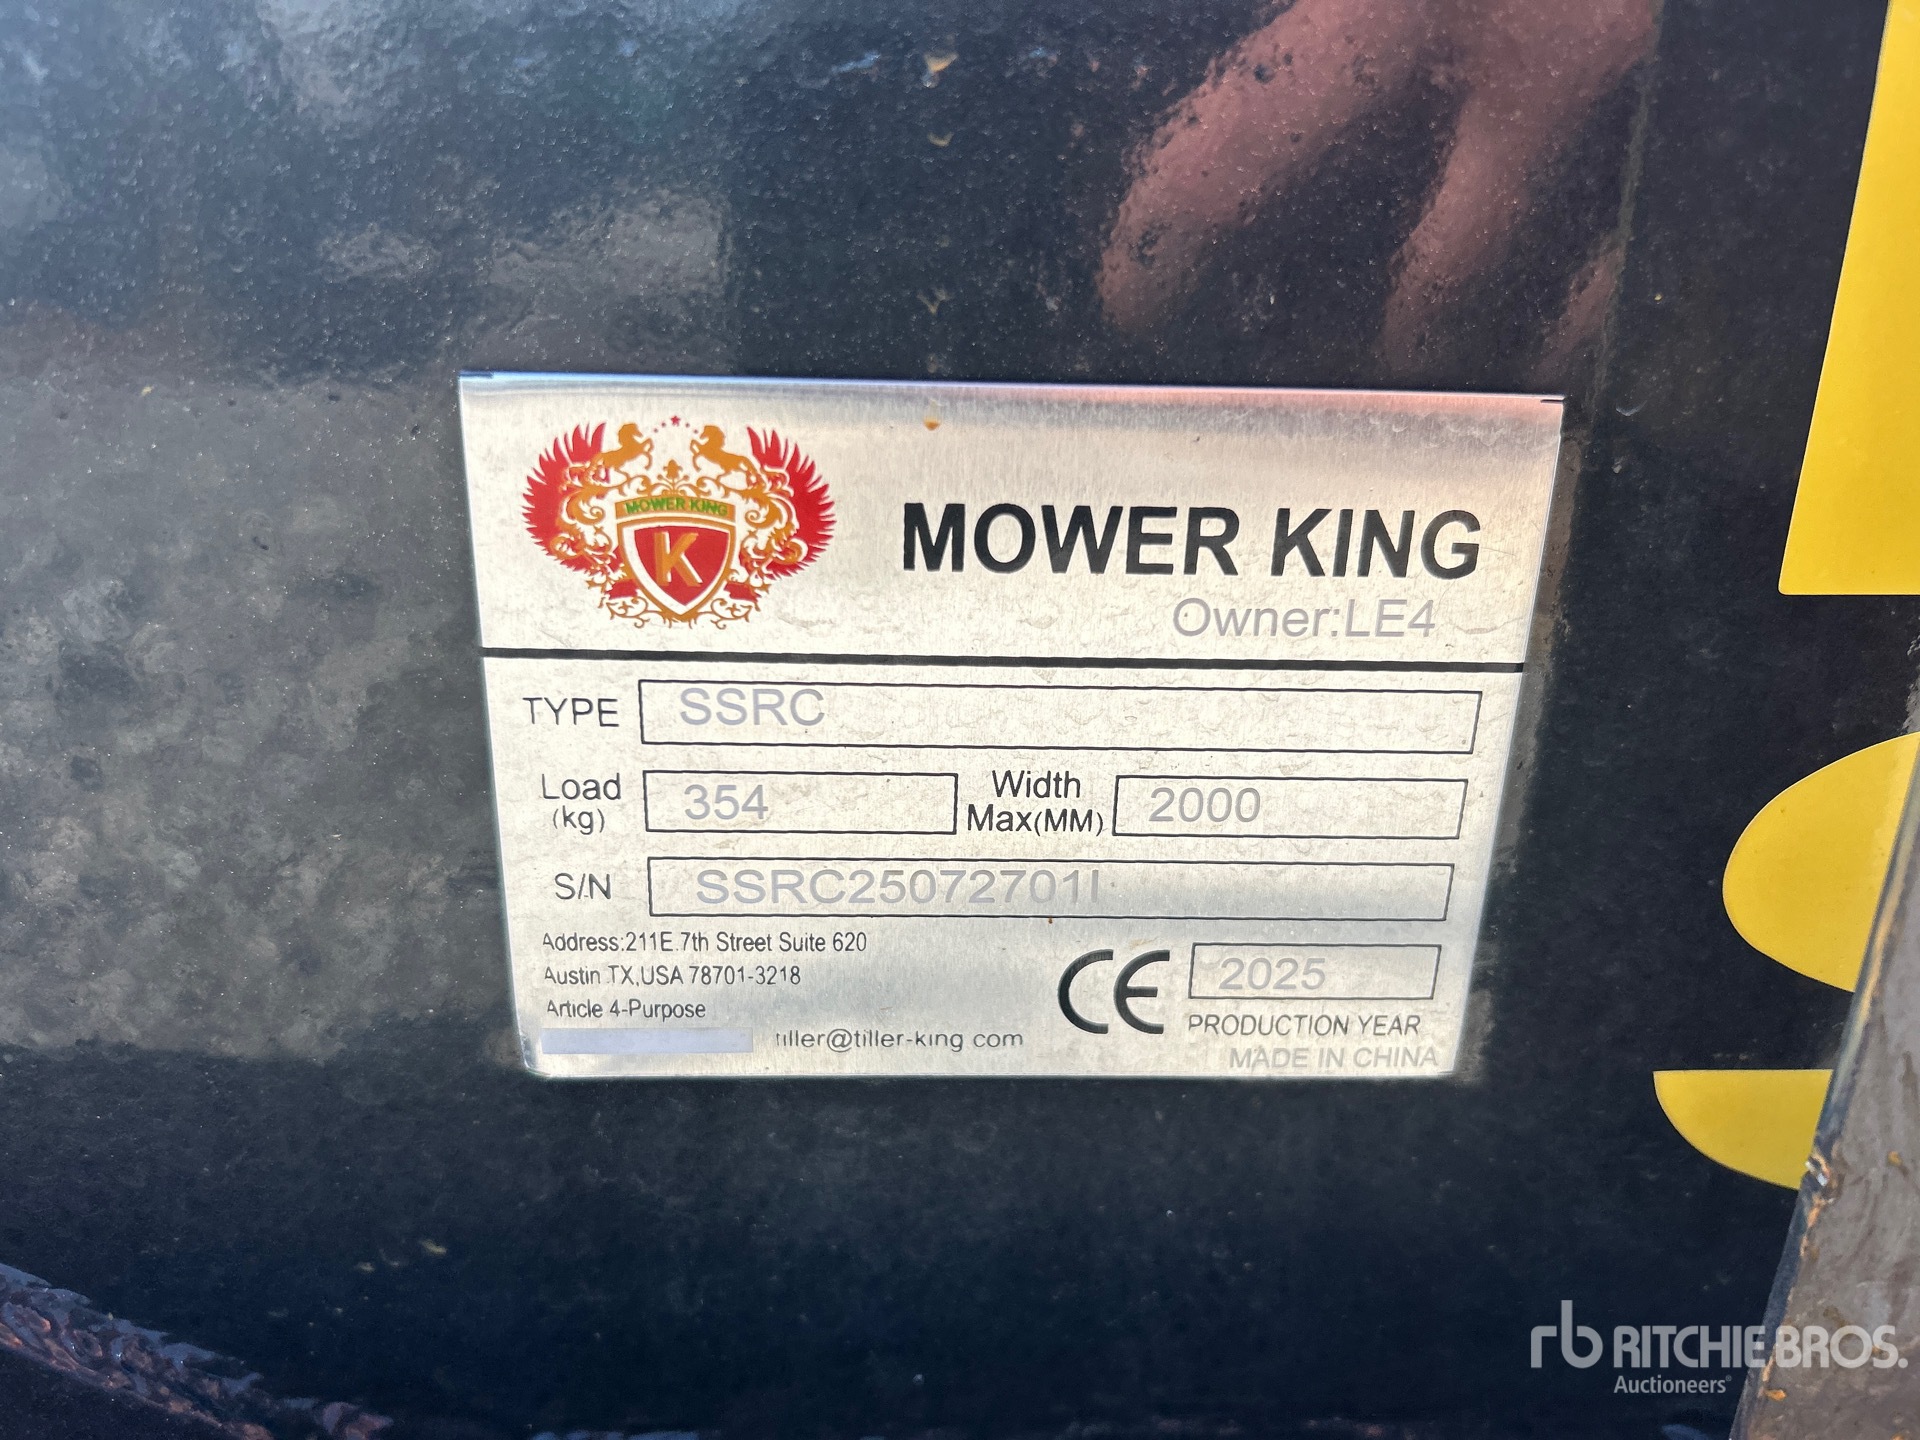 MOWER KING
K
MOWER KING
Owner:LE4
TYPE SSRC
Load (kg) 354 Width Max(MM) 2000
S/N SSRC25072701I
Address:211E.7th Street Suite 620
Austin TX,USA 78701-3218
Article 4-Purpose
tiller@tiller-king com
CE 2025
PRODUCTION YEAR
MADE IN CHINA
rb RITCHIE BROS.
Auctioneers®